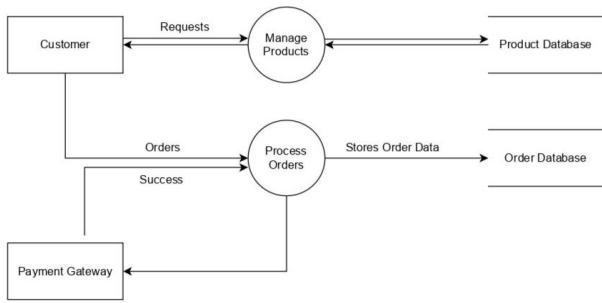 Requests
Customer
Manage
Products
Product Database
Orders
Process
Orders
Stores Order Data
Order Database
Success
Payment Gateway